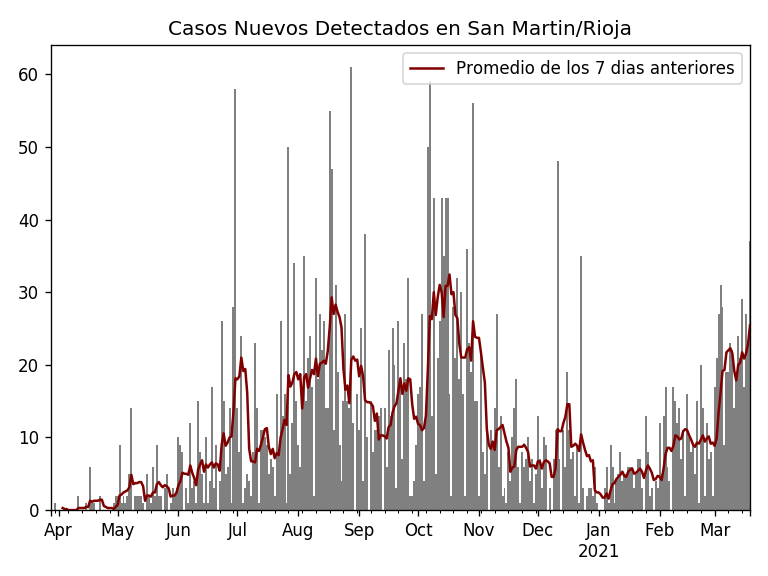 Casos Nuevos Detectados en San Martin/Rioja
Promedio de los 7 dias anteriores
60
50
40
30
20
10
0
Apr May Jun Jul Aug Sep Oct Nov Dec Jan Feb Mar
2021